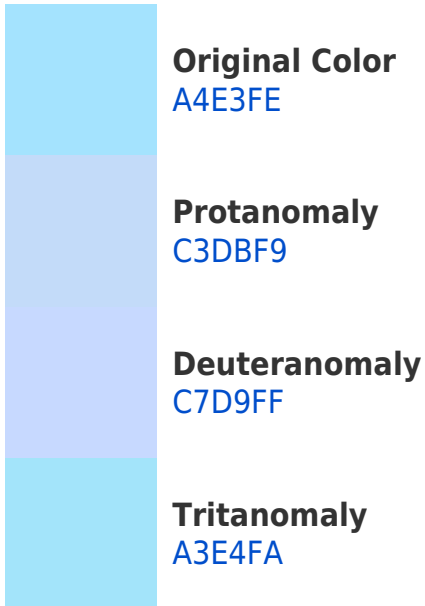 Original Color
A4E3FE
Protanomaly
C3DBF9
Deuteranomaly
C7D9FF
Tritanomaly
A3E4FA